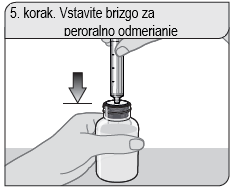 5. korak. Vstavite brizgo za
peroralno odmerjanje